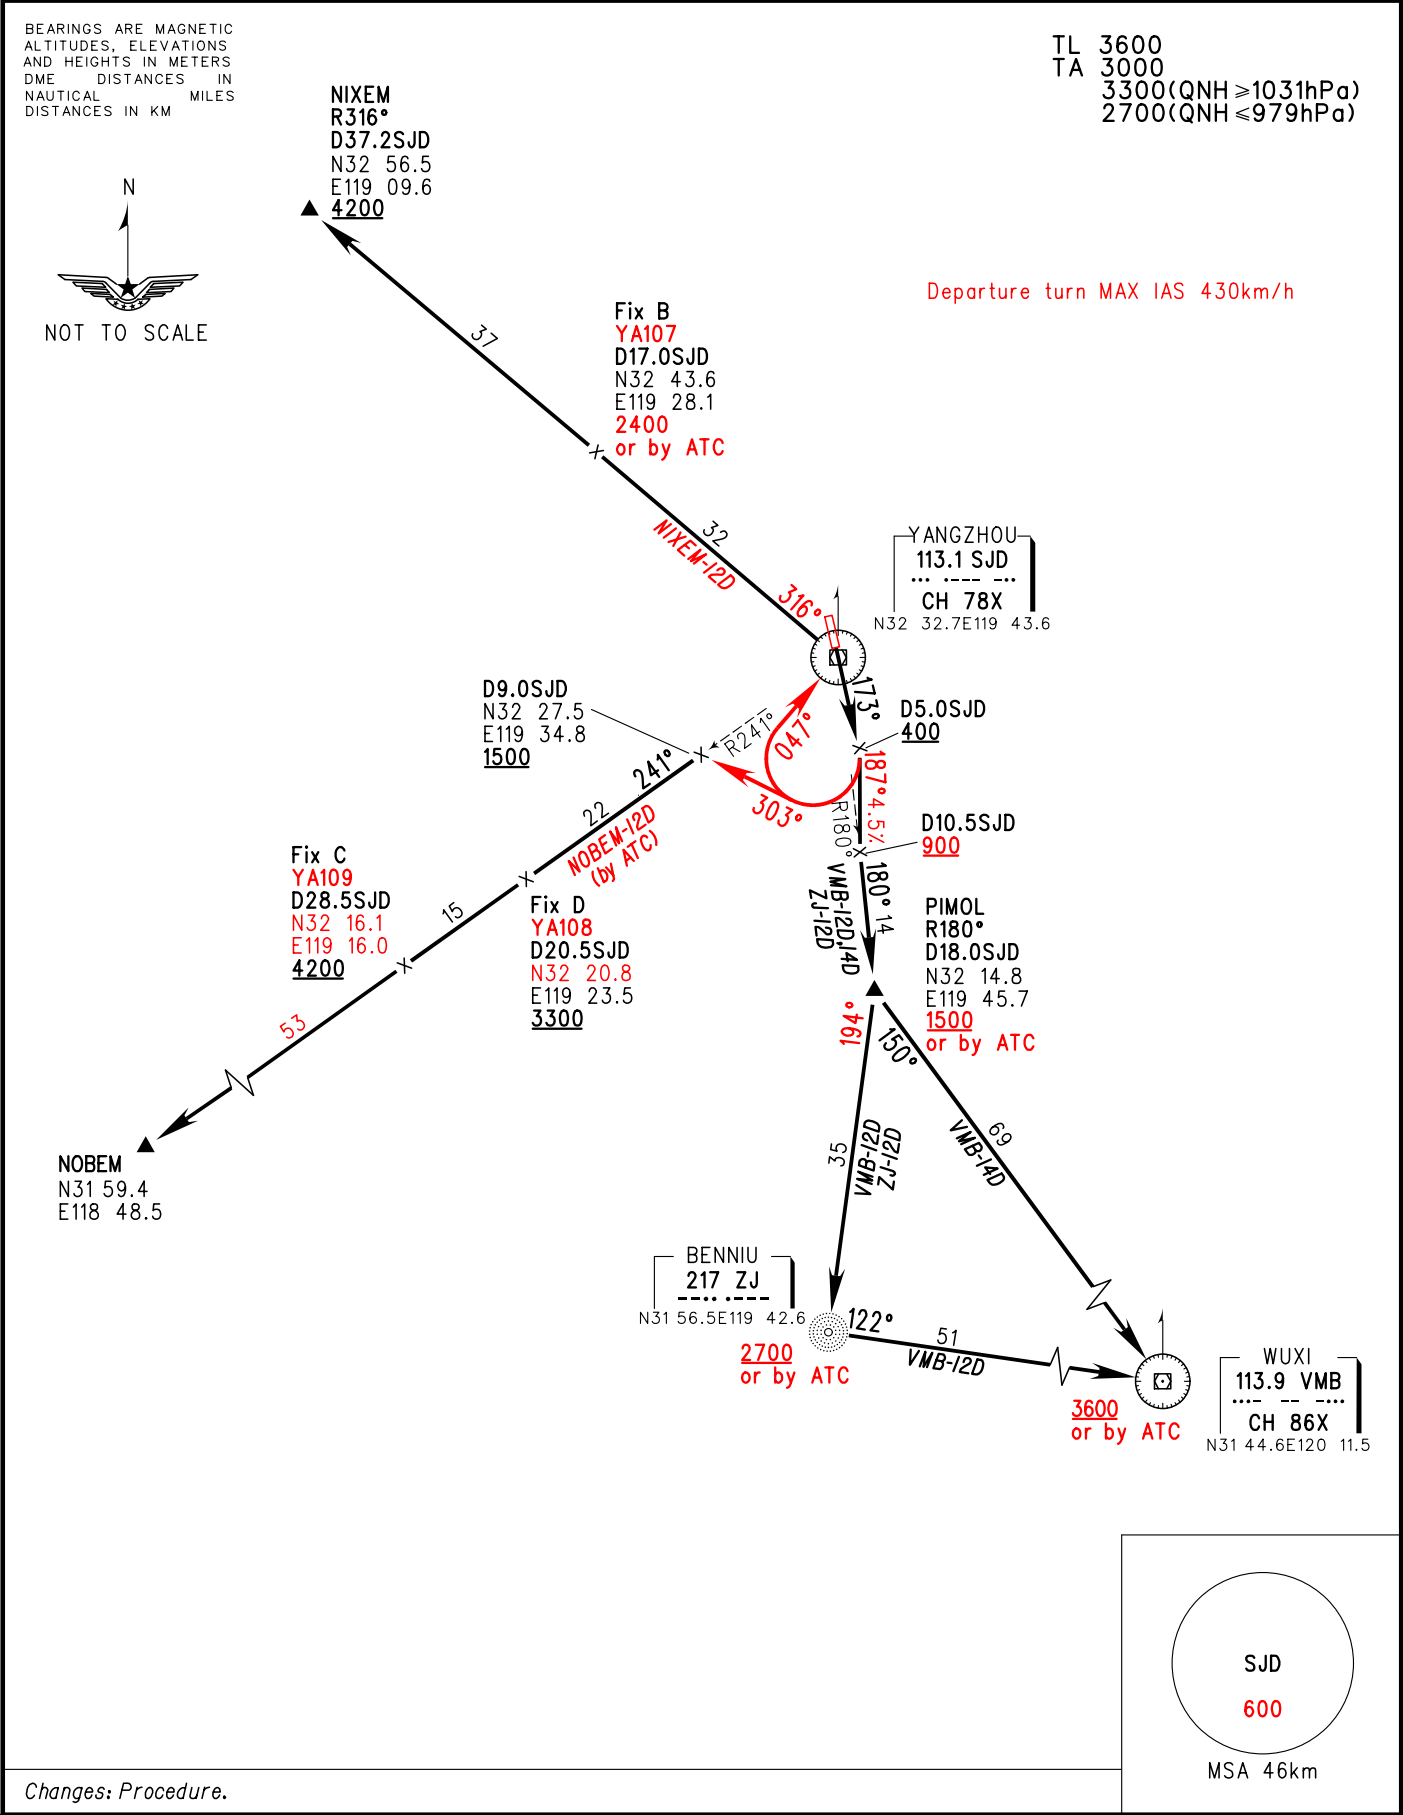 BEARINGS ARE MAGNETIC
ALTITUDES, ELEVATIONS
AND HEIGHTS IN METERS
DME DISTANCES IN
NAUTICAL MILES
DISTANCES IN KM
TL 3600
TA 3000
3300(QNH ≥1031hPa)
2700(QNH ≤979hPa)
N
NOT TO SCALE
NIXEM
R316°
D37.2SJD
N32 56.5
E119 09.6
4200
Departure turn MAX IAS 430km/h
37
Fix B
YA107
D17.0SJD
N32 43.6
E119 28.1
2400
or by ATC
32
NIXEM-12D
316°
YANGZHOU
113.1 SJD
CH 78X
N32 32.7E119 43.6
173°
D9.0SJD
N32 27.5
E119 34.8
1500
R241°
047°
303°
D5.0SJD
400
187°
4.5%
R180°
D10.5SJD
900
241°
22
NOBEM-12D
(by ATC)
180°
14
VMB-12D,14D
ZJ-12D
Fix C
YA109
D28.5SJD
N32 16.1
E119 16.0
4200
15
Fix D
YA108
D20.5SJD
N32 20.8
E119 23.5
3300
PIMOL
R180°
D18.0SJD
N32 14.8
E119 45.7
1500
or by ATC
53
194°
150°
NOBEM
N31 59.4
E118 48.5
35
VMB-12D
ZJ-12D
69
VMB-14D
BENNIU
217 ZJ
N31 56.5E119 42.6
2700
or by ATC
122°
51
VMB-12D
WUXI
113.9 VMB
CH 86X
N31 44.6E120 11.5
3600
or by ATC
SJD
600
MSA 46km
Changes: Procedure.